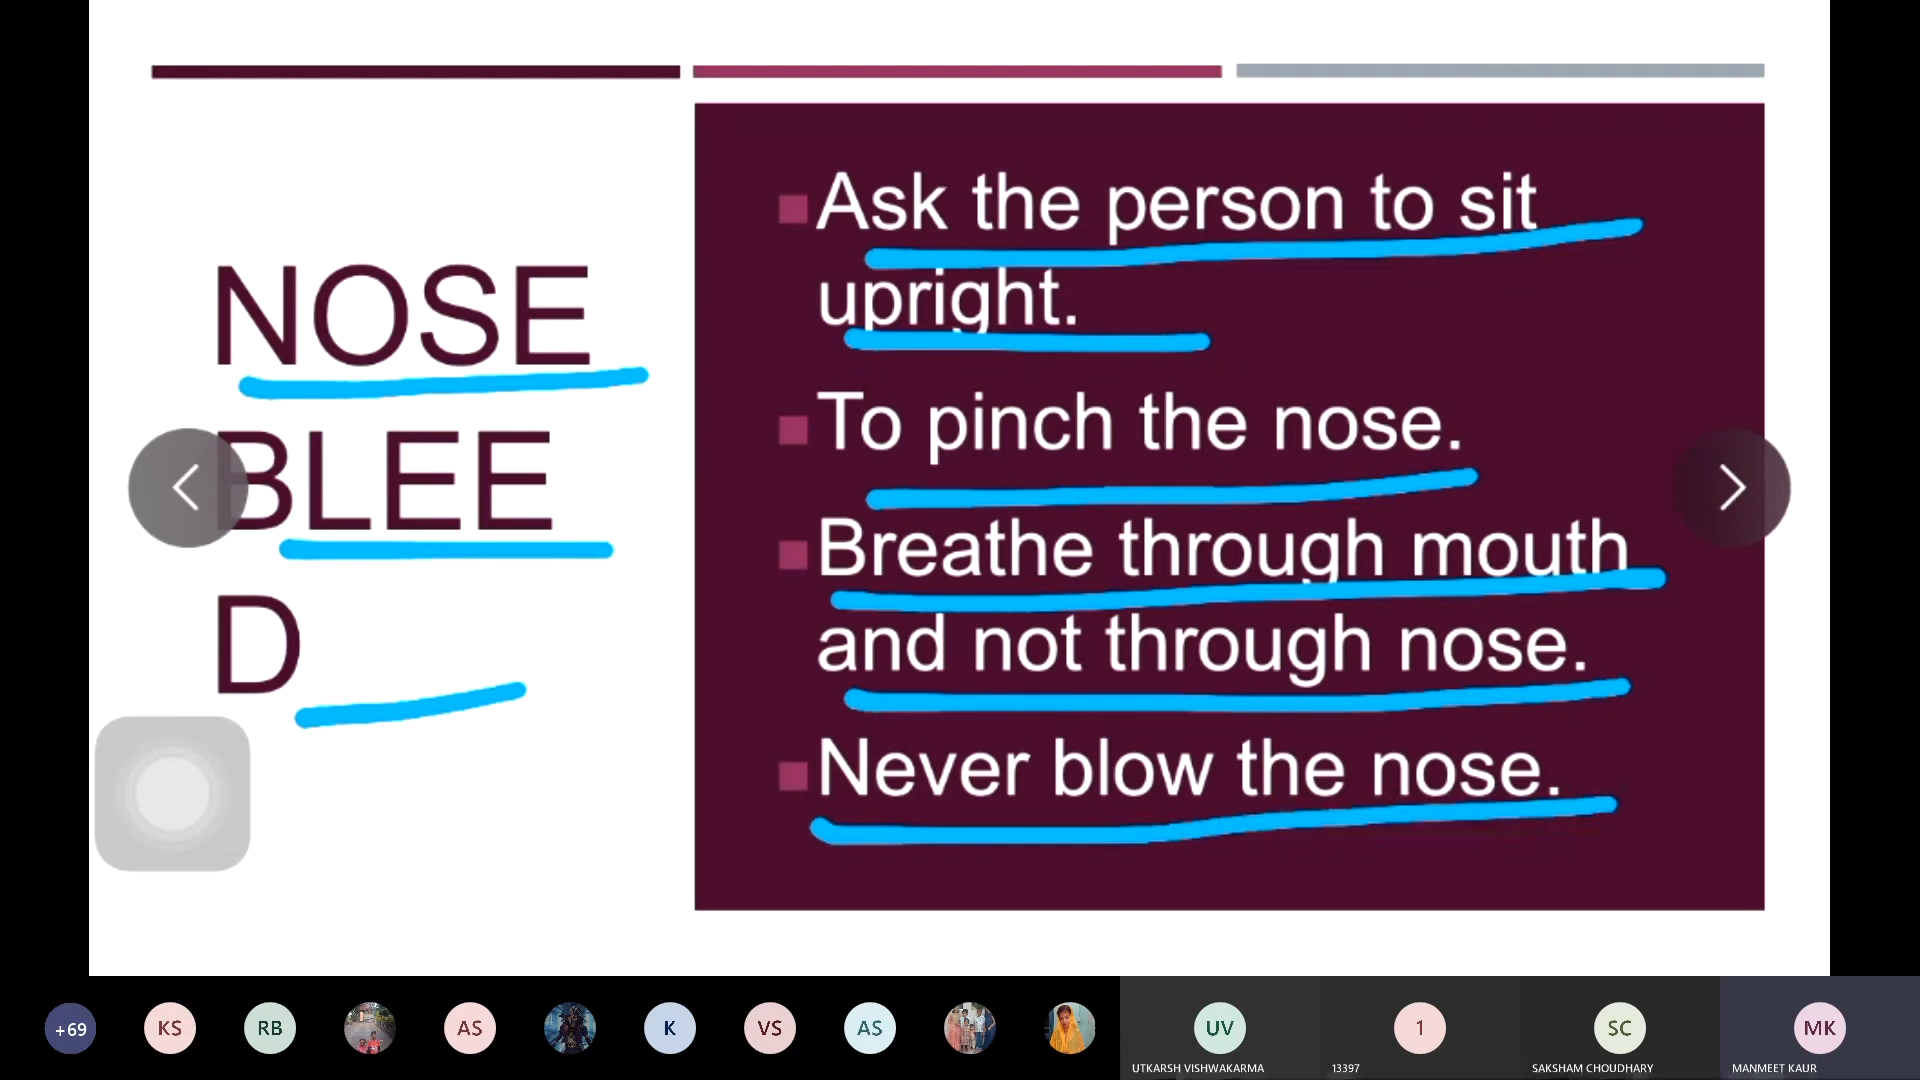 NOSE
BLEE
D
Ask the person to sit
upright.
To pinch the nose.
Breathe through mouth
and not through nose.
Never blow the nose.
+69
KS
RB
AS
K
VS
AS
UV
UTKARSH VISHWAKARMA
1
13397
SC
SAKSHAM CHOUDHARY
MK
MANMEET KAUR